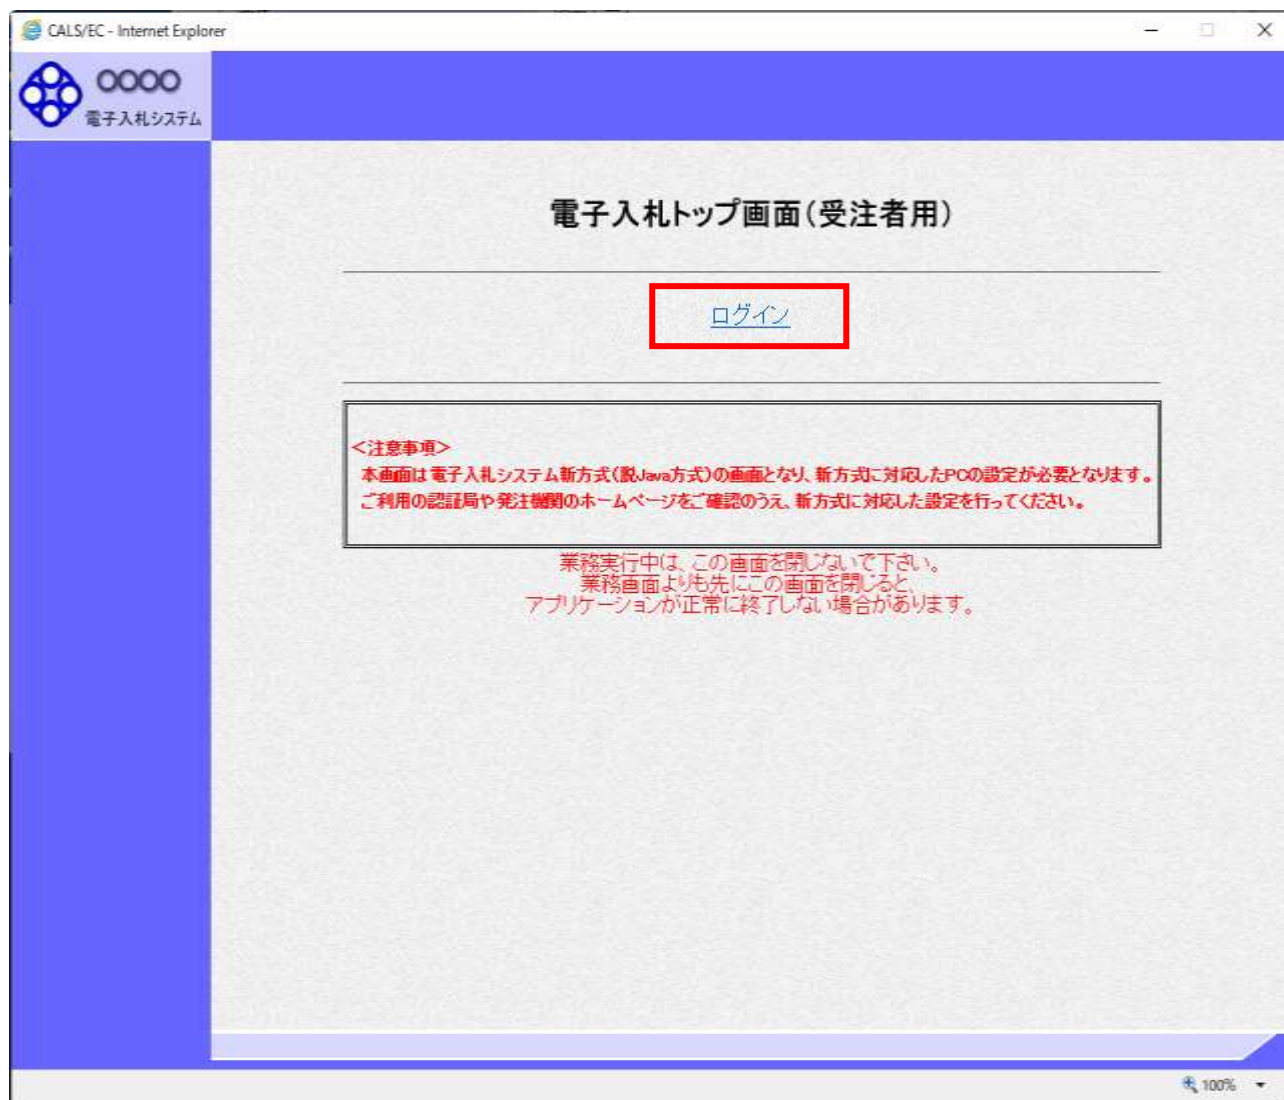 CALS/EC - Internet Explorer
○○○○
電子入札システム
電子入札トップ画面（受注者用）
ログイン
＜注意事項＞
本画面は電子入札システム新方式(脱Java方式)の画面となり、新方式に対応したPCの設定が必要となります。
ご利用の認証局や発注機関のホームページをご確認のうえ、新方式に対応した設定を行ってください。
業務実行中は、この画面を閉じないで下さい。
業務画面よりも先にこの画面を閉じると、
アプリケーションが正常に終了しない場合があります。
100%